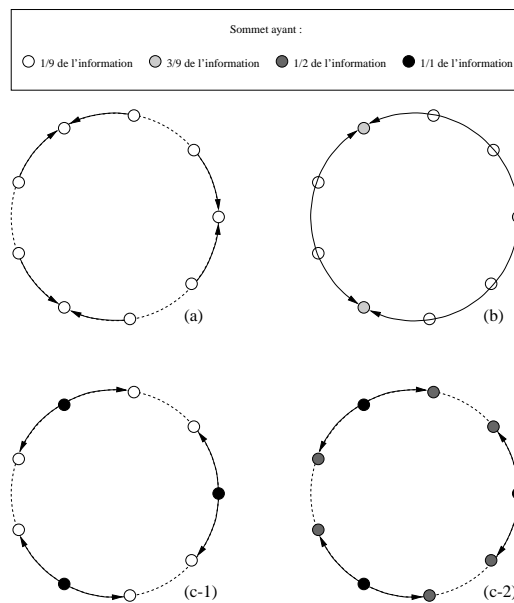 Sommet ayant :
1/9 de l'information 3/9 de l'information 1/2 de l'information 1/1 de l'information
(a) (b)
(c-1) (c-2)